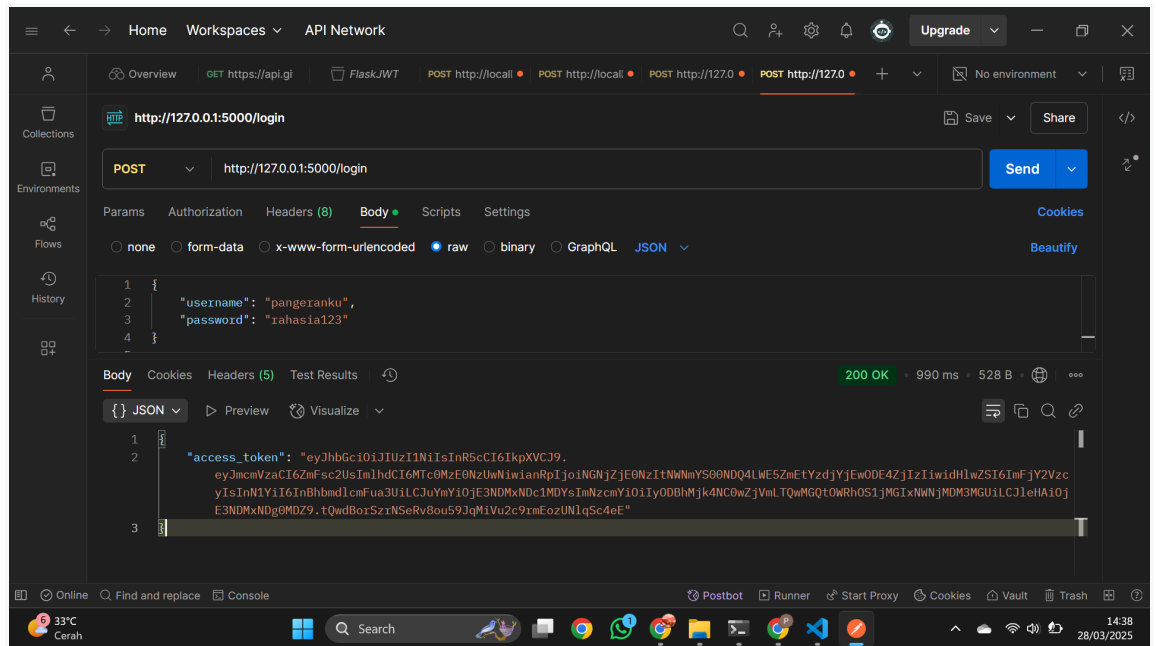 Home Workspaces API Network Upgrade
Overview GET https://api.gi FlaskJWT POST http://locall POST http://locall POST http://127.0 POST http://127.0 No environment
HTTP http://127.0.0.1:5000/login Save Share
Collections
POST http://127.0.0.1:5000/login Send
Environments
Params Authorization Headers (8) Body Scripts Settings Cookies
Flows
none form-data x-www-form-urlencoded raw binary GraphQL JSON Beautify
History
1 {
2 "username": "pangeranku",
3 "password": "rahasia123"
4 }
Body Cookies Headers (5) Test Results 200 OK 990 ms 528 B
{} JSON Preview Visualize
1 {
2 "access_token": "eyJhbGciOiJIUzI1NiIsInR5cCI6IkpXVCJ9.
eyJmcmVzaCI6ZmFsc2UsImlhdCI6MTc0MzE0NzUwNiwianRpIjoiNGNjZjE0NzItNWNmYS00NDQ4LWE5ZmEtYzdjYjEwODE4ZjIzIiwidHlwZSI6ImFjY2Vzc
yIsInN1YiI6InBhbmdlcmFua3UiLCJuYmYiOjE3NDMxNDc1MDYsImNzcmYiOiIyODBhMjk4NC0wZjVmLTQwMGQtOWRhOS1jMGIxNWNjMDM3MGUiLCJleHAiOj
E3NDMxNDg0MDZ9.tQwdBorSzrNSeRv8ou59JqMiVu2c9rmEozUNlqSc4eE"
3 }
Online Find and replace Console Postbot Runner Start Proxy Cookies Vault Trash
6 33°C Search 1 14:38
Cerah 28/03/2025